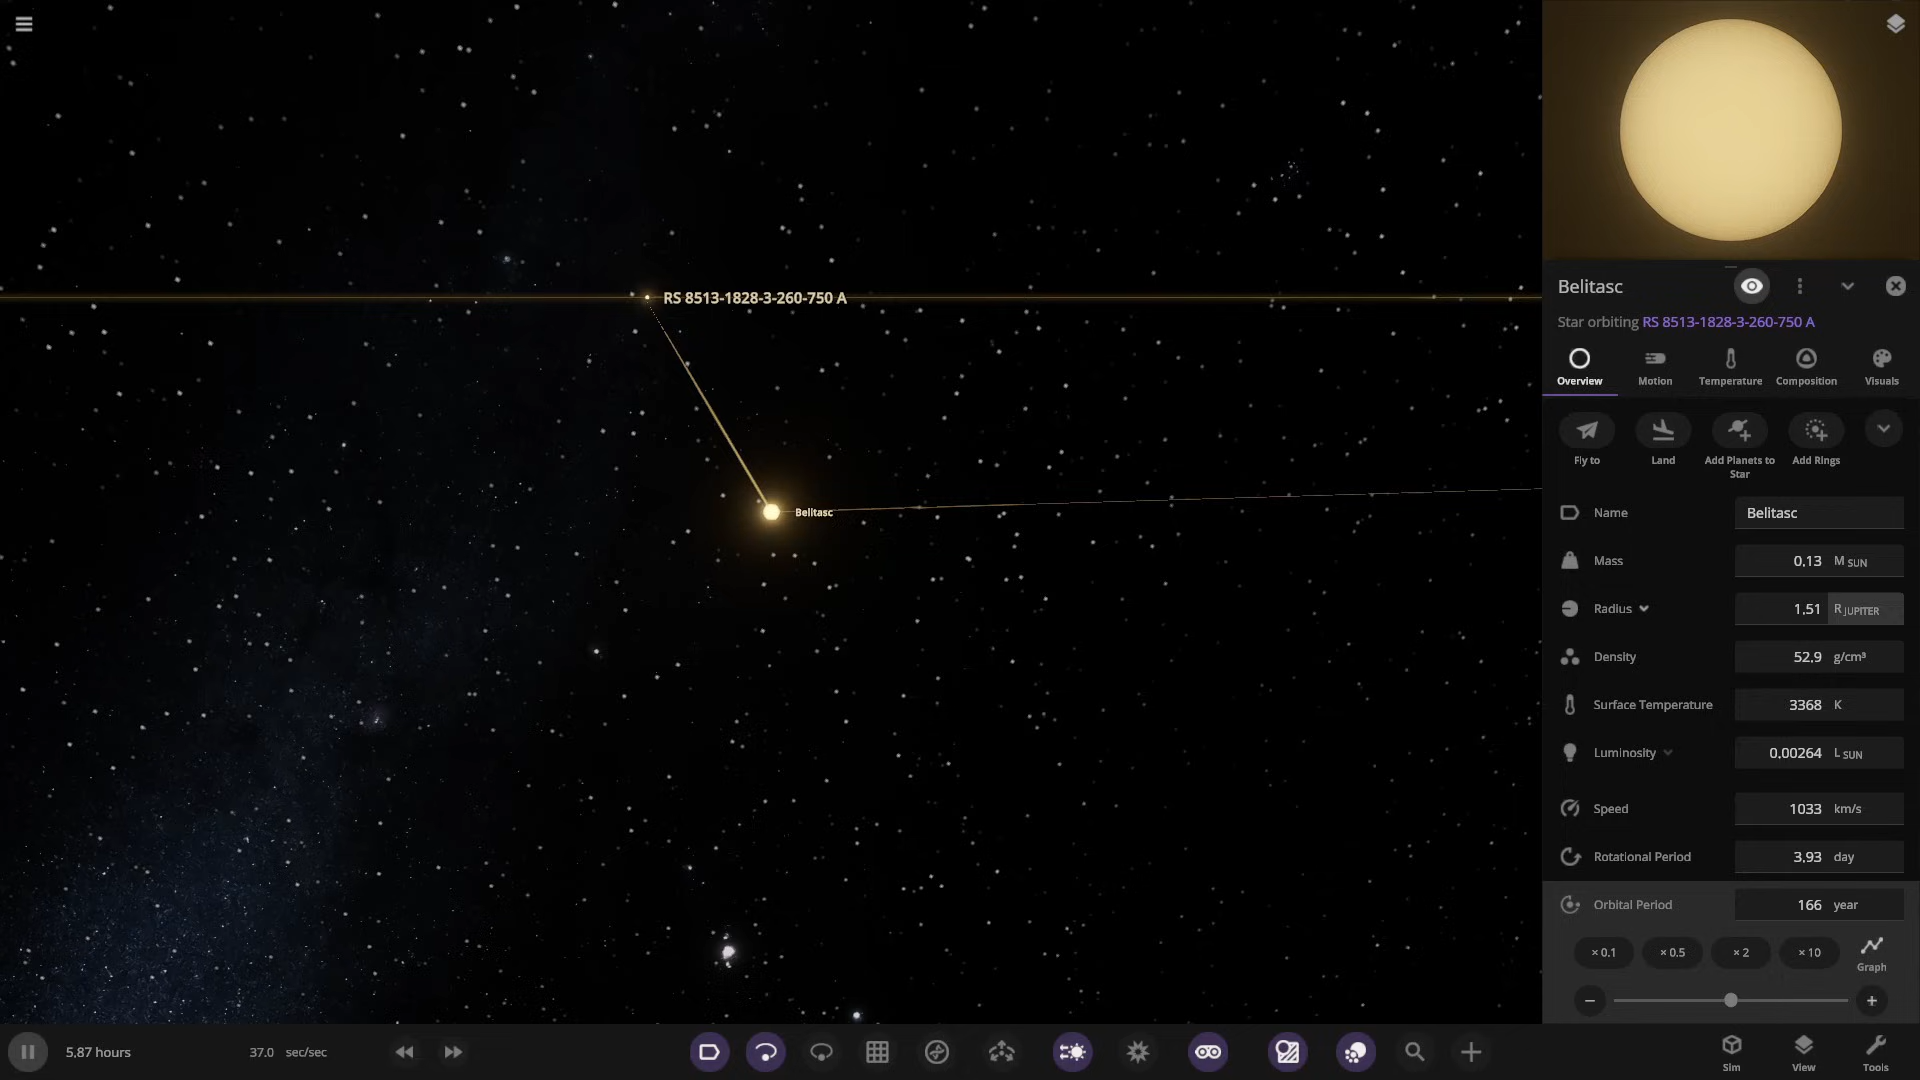 RS 8513-1828-3-260-750 A
Belitasc
Belitasc
Star orbiting RS 8513-1828-3-260-750 A
Overview
Motion
Temperature
Composition
Visuals
Fly to
Land
Add Planets to Star
Add Rings
Name
Belitasc
Mass
0.13 M SUN
Radius
1.51 R JUPITER
Density
52.9 g/cm³
Surface Temperature
3368 K
Luminosity
0.00264 L SUN
Speed
1033 km/s
Rotational Period
3.93 day
Orbital Period
166 year
× 0.1
× 0.5
× 2
× 10
Graph
5.87 hours
37.0 sec/sec
Sim
View
Tools